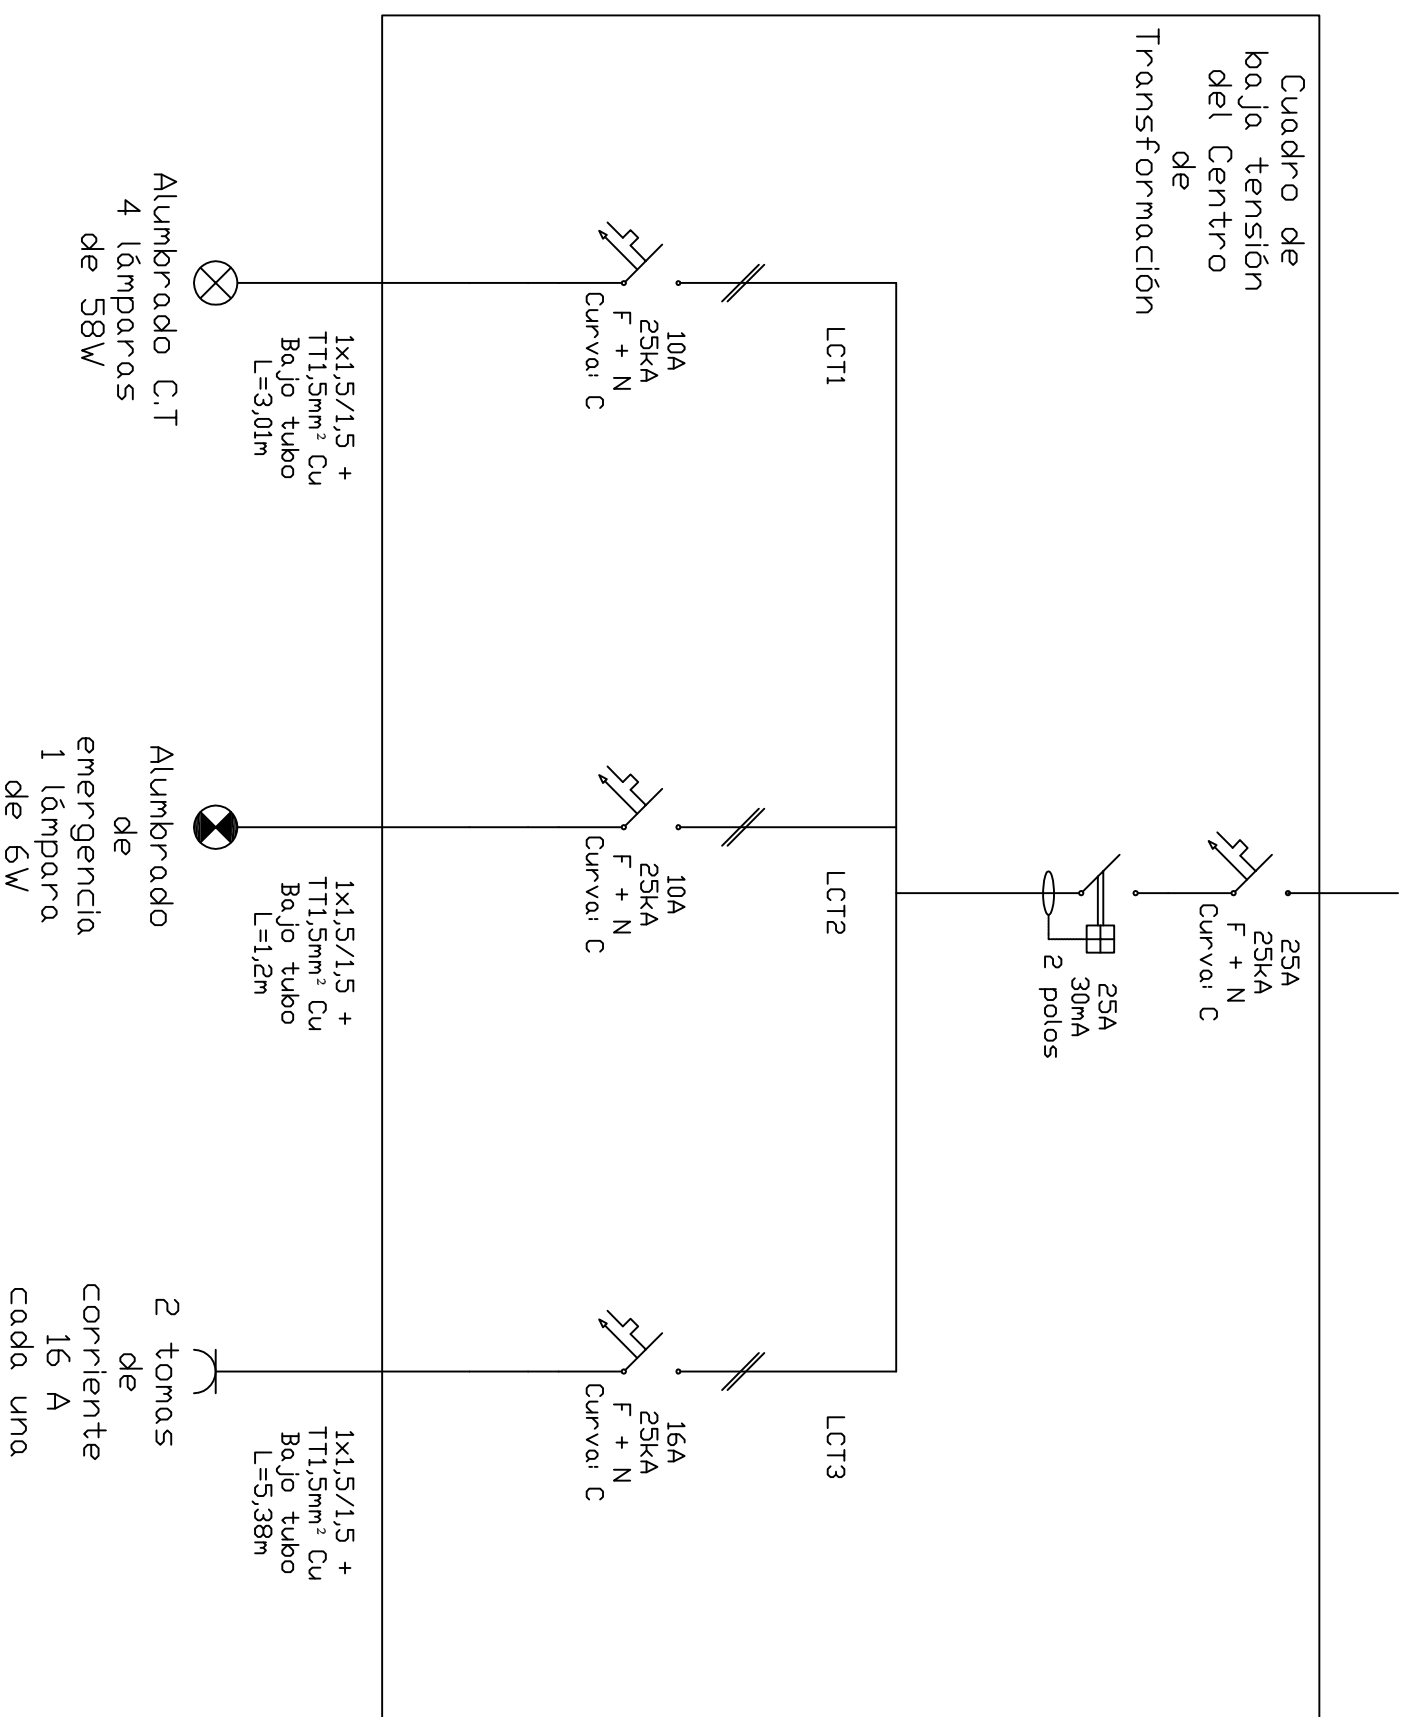 Cuadro de
baja tensión
del Centro
de
Transformación
25A
25kA
F + N
Curva: C
25A
30mA
2 polos
LCT1
10A
25kA
F + N
Curva: C
1x1,5/1,5 +
TT1,5mm² Cu
Bajo tubo
L=3,01m
Alumbrado C.T
4 lámparas
de 58W
LCT2
10A
25kA
F + N
Curva: C
1x1,5/1,5 +
TT1,5mm² Cu
Bajo tubo
L=1,2m
Alumbrado
de
emergencia
1 lámpara
de 6W
LCT3
16A
25kA
F + N
Curva: C
1x1,5/1,5 +
TT1,5mm² Cu
Bajo tubo
L=5,38m
2 tomas
de
corriente
16 A
cada una